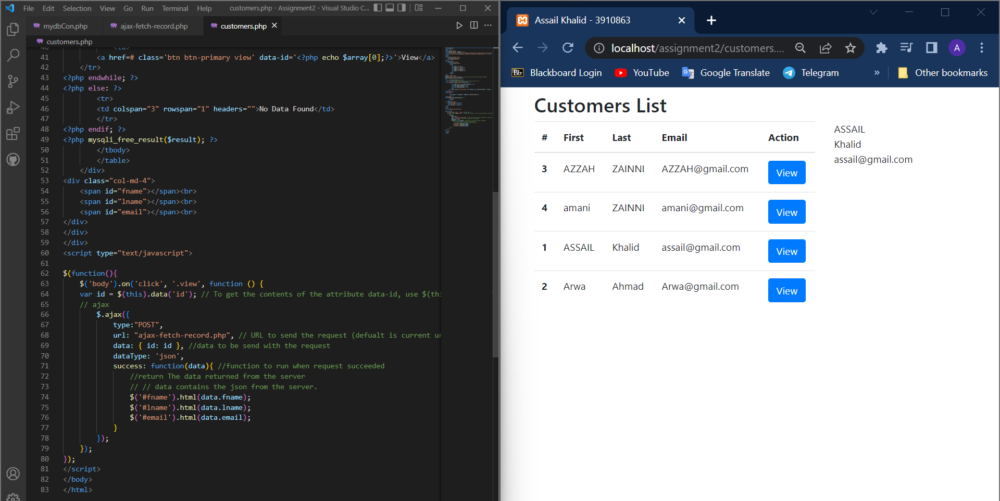 File Edit Selection View Go Run Terminal Help customers.php - Assignment2 - Visual Studio C...
mydbCon.php ajax-fetch-record.php customers.php
customers.php
41 <a href=# class='btn btn-primary view' data-id='<?php echo $array[0];?>'>View</a>
42 </tr>
43 <?php endwhile; ?>
44 <?php else: ?>
45 <tr>
46 <td colspan="3" rowspan="1" headers="">No Data Found</td>
47 </tr>
48 <?php endif; ?>
49 <?php mysqli_free_result($result); ?>
50 </tbody>
51 </table>
52 </div>
53 <div class="col-md-4">
54 <span id="fname"></span><br>
55 <span id="lname"></span><br>
56 <span id="email"></span><br>
57 </div>
58 </div>
59 </div>
60 <script type="text/javascript">
61
62 $(function(){
63 $('body').on('click', '.view', function () {
64 var id = $(this).data('id'); // To get the contents of the attribute data-id, use $(thi
65 // ajax
66 $.ajax({
67 type:"POST",
68 url: "ajax-fetch-record.php", // URL to send the request (defualt is current ur
69 data: { id: id }, //data to be send with the request
70 dataType: 'json',
71 success: function(data){ //function to run when request succeeded
72 //return The data returned from the server
73 // // data contains the json from the server.
74 $('#fname').html(data.fname);
75 $('#lname').html(data.lname);
76 $('#email').html(data.email);
77 }
78 });
79 });
80 });
81 </script>
82 </body>
83 </html>
Assail Khalid - 3910863
localhost/assignment2/customers.... A
Bb Blackboard Login YouTube Google Translate Telegram » Other bookmarks
Customers List
# First Last Email Action
3 AZZAH ZAINNI AZZAH@gmail.com View
4 amani ZAINNI amani@gmail.com View
1 ASSAIL Khalid assail@gmail.com View
2 Arwa Ahmad Arwa@gmail.com View
ASSAIL
Khalid
assail@gmail.com